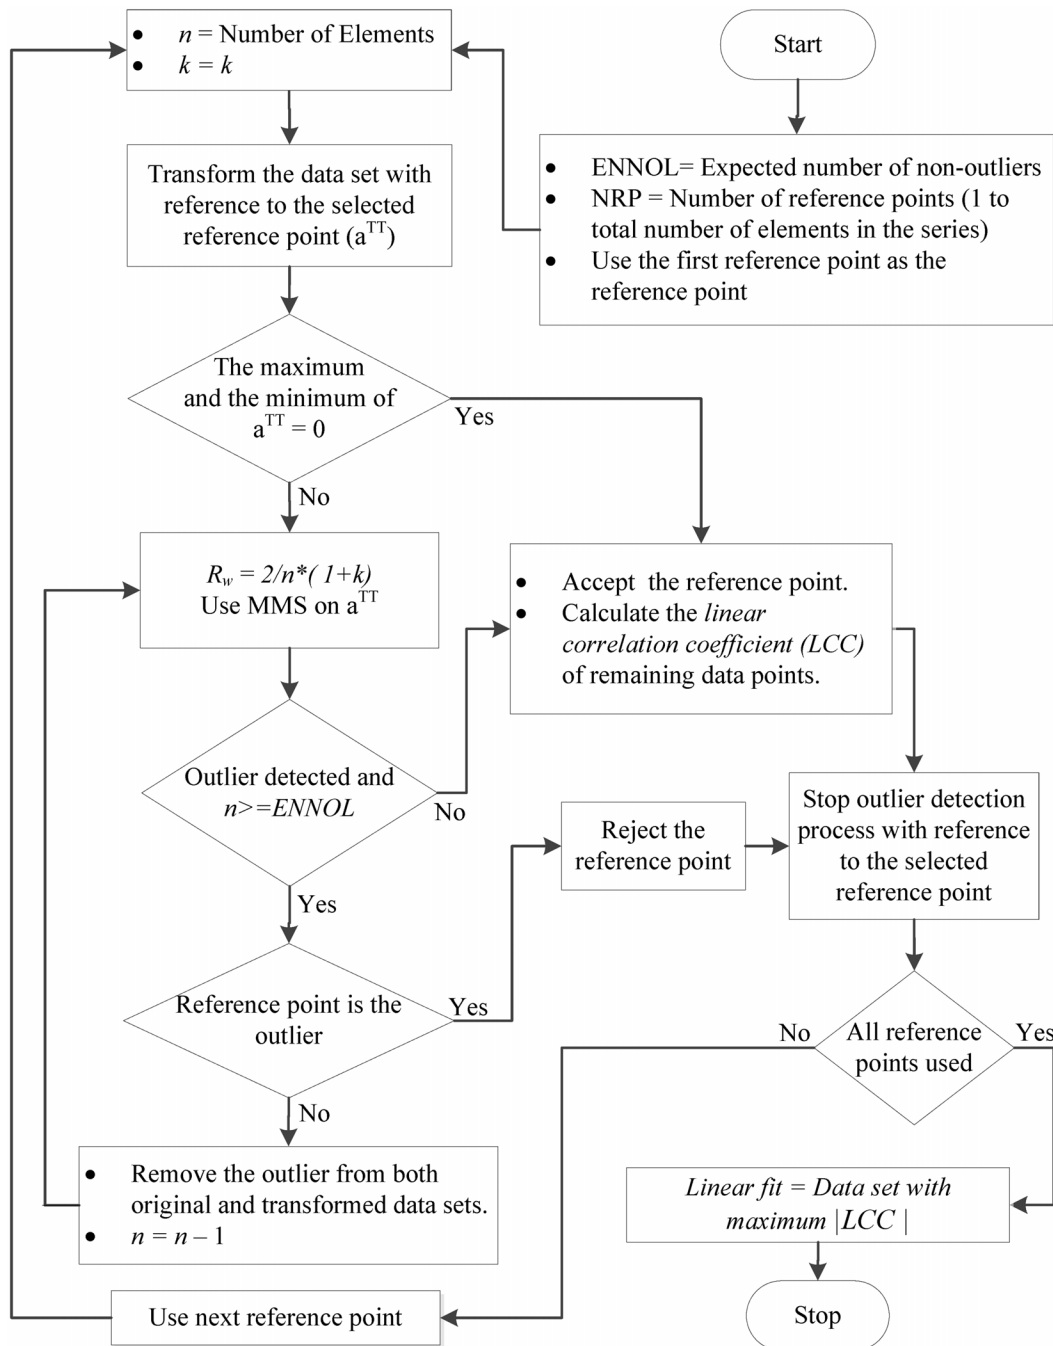 Start
• ENNOL= Expected number of non-outliers
• NRP = Number of reference points (1 to
total number of elements in the series)
• Use the first reference point as the
reference point
• n = Number of Elements
• k = k
Transform the data set with
reference to the selected
reference point (aᵀᵀ)
The maximum
and the minimum of
aᵀᵀ = 0
Yes
No
R_w = 2/n*( 1+k)
Use MMS on aᵀᵀ
• Accept the reference point.
• Calculate the linear
correlation coefficient (LCC)
of remaining data points.
Outlier detected and
n>=ENNOL
No
Yes
Reject the
reference point
Stop outlier detection
process with reference
to the selected
reference point
Reference point is the
outlier
Yes
No
All reference
points used
No
Yes
• Remove the outlier from both
original and transformed data sets.
• n = n – 1
Linear fit = Data set with
maximum |LCC |
Use next reference point
Stop